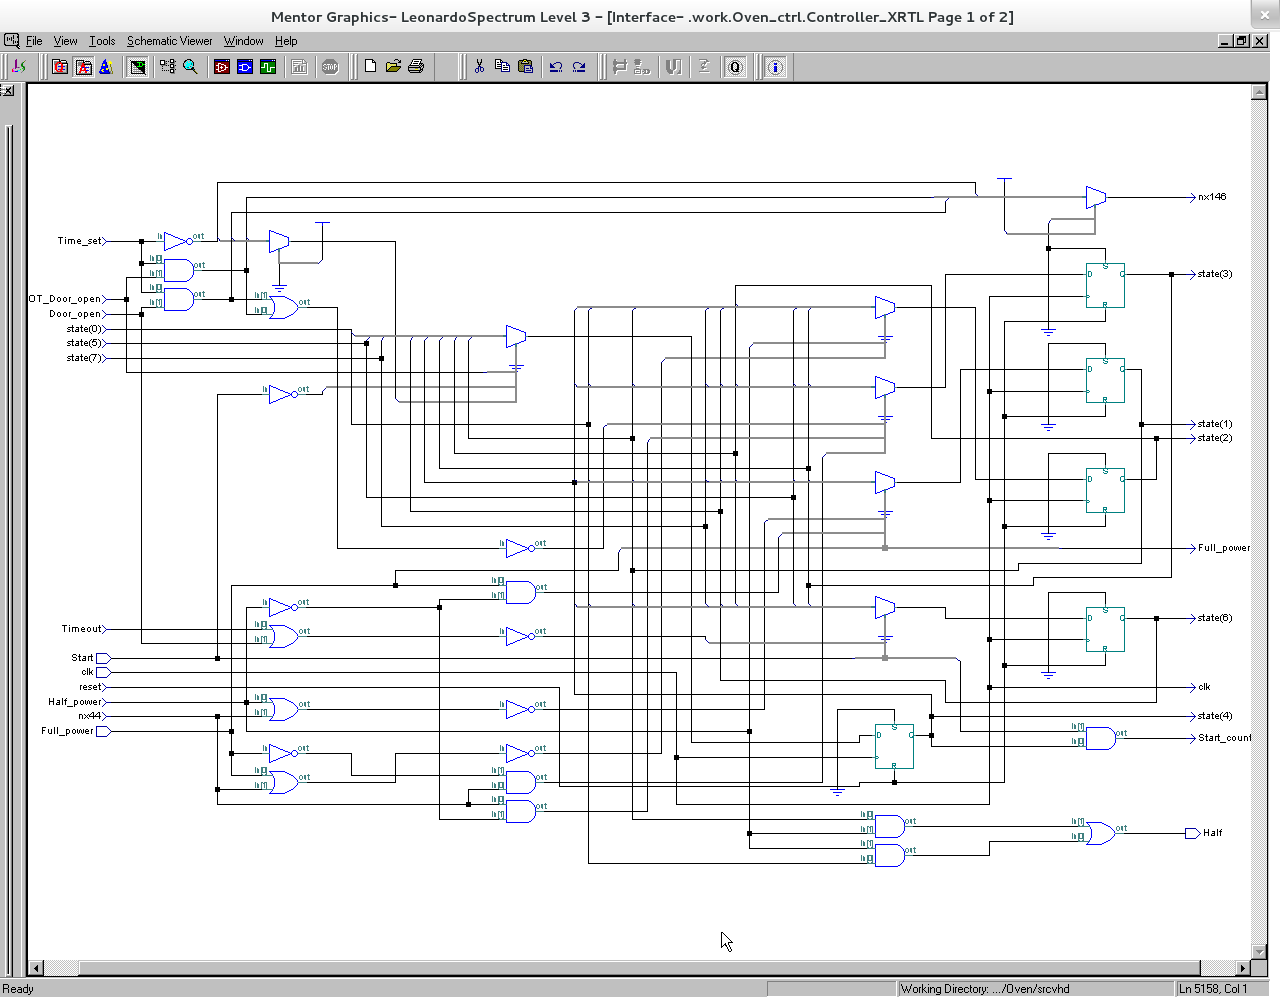 Mentor Graphics- LeonardoSpectrum Level 3 - [Interface- .work.Oven_ctrl.Controller_XRTL Page 1 of 2]
File View Tools Schematic Viewer Window Help
nx146
Time_set
state(3)
OT_Door_open
Door_open
state(0)
state(5)
state(7)
state(1)
state(2)
Full_power
state(6)
Timeout
Start
clk
reset
clk
Half_power
nx44
state(4)
Full_power
Start_count
Half
Ready
Working Directory: .../Oven/srcvhd
Ln 5158, Col 1